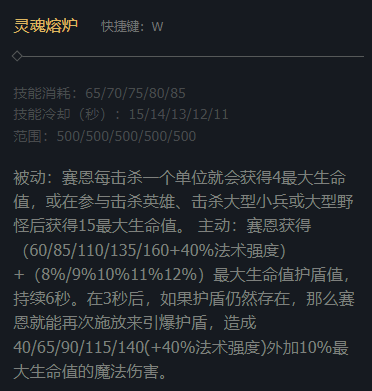 灵魂熔炉 快捷键：W
技能消耗：65/70/75/80/85
技能冷却（秒）：15/14/13/12/11
范围：500/500/500/500/500
被动：赛恩每击杀一个单位就会获得4最大生命
值，或在参与击杀英雄、击杀大型小兵或大型野
怪后获得15最大生命值。 主动：赛恩获得
（60/85/110/135/160+40%法术强度）
+（8%/9%10%11%12%）最大生命值护盾值，
持续6秒。在3秒后，如果护盾仍然存在，那么赛
恩就能再次施放来引爆护盾，造成
40/65/90/115/140(+40%法术强度)外加10%最
大生命值的魔法伤害。